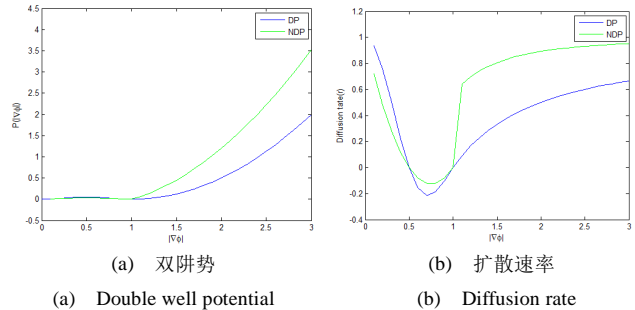 4.5
4
3.5
3
2.5
2
1.5
1
0.5
0
-0.5
P(|∇ϕ|)
DP
NDP
0 0.5 1 1.5 2 2.5 3
|∇ϕ|
1.2
1
0.8
0.6
0.4
0.2
0
-0.2
-0.4
Diffusion tate(r)
DP
NDP
0 0.5 1 1.5 2 2.5 3
|∇ϕ|
(a) 双阱势
(b) 扩散速率
(a) Double well potential
(b) Diffusion rate